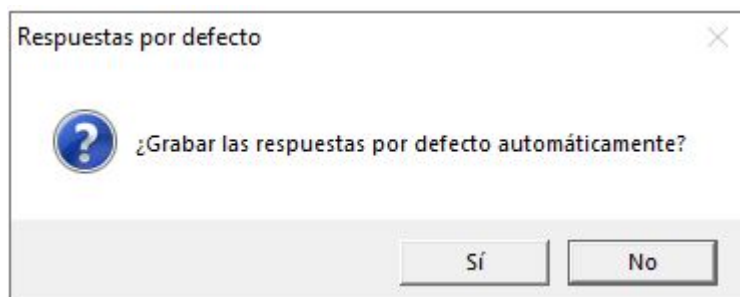 Respuestas por defecto
¿Grabar las respuestas por defecto automáticamente?
Sí
No